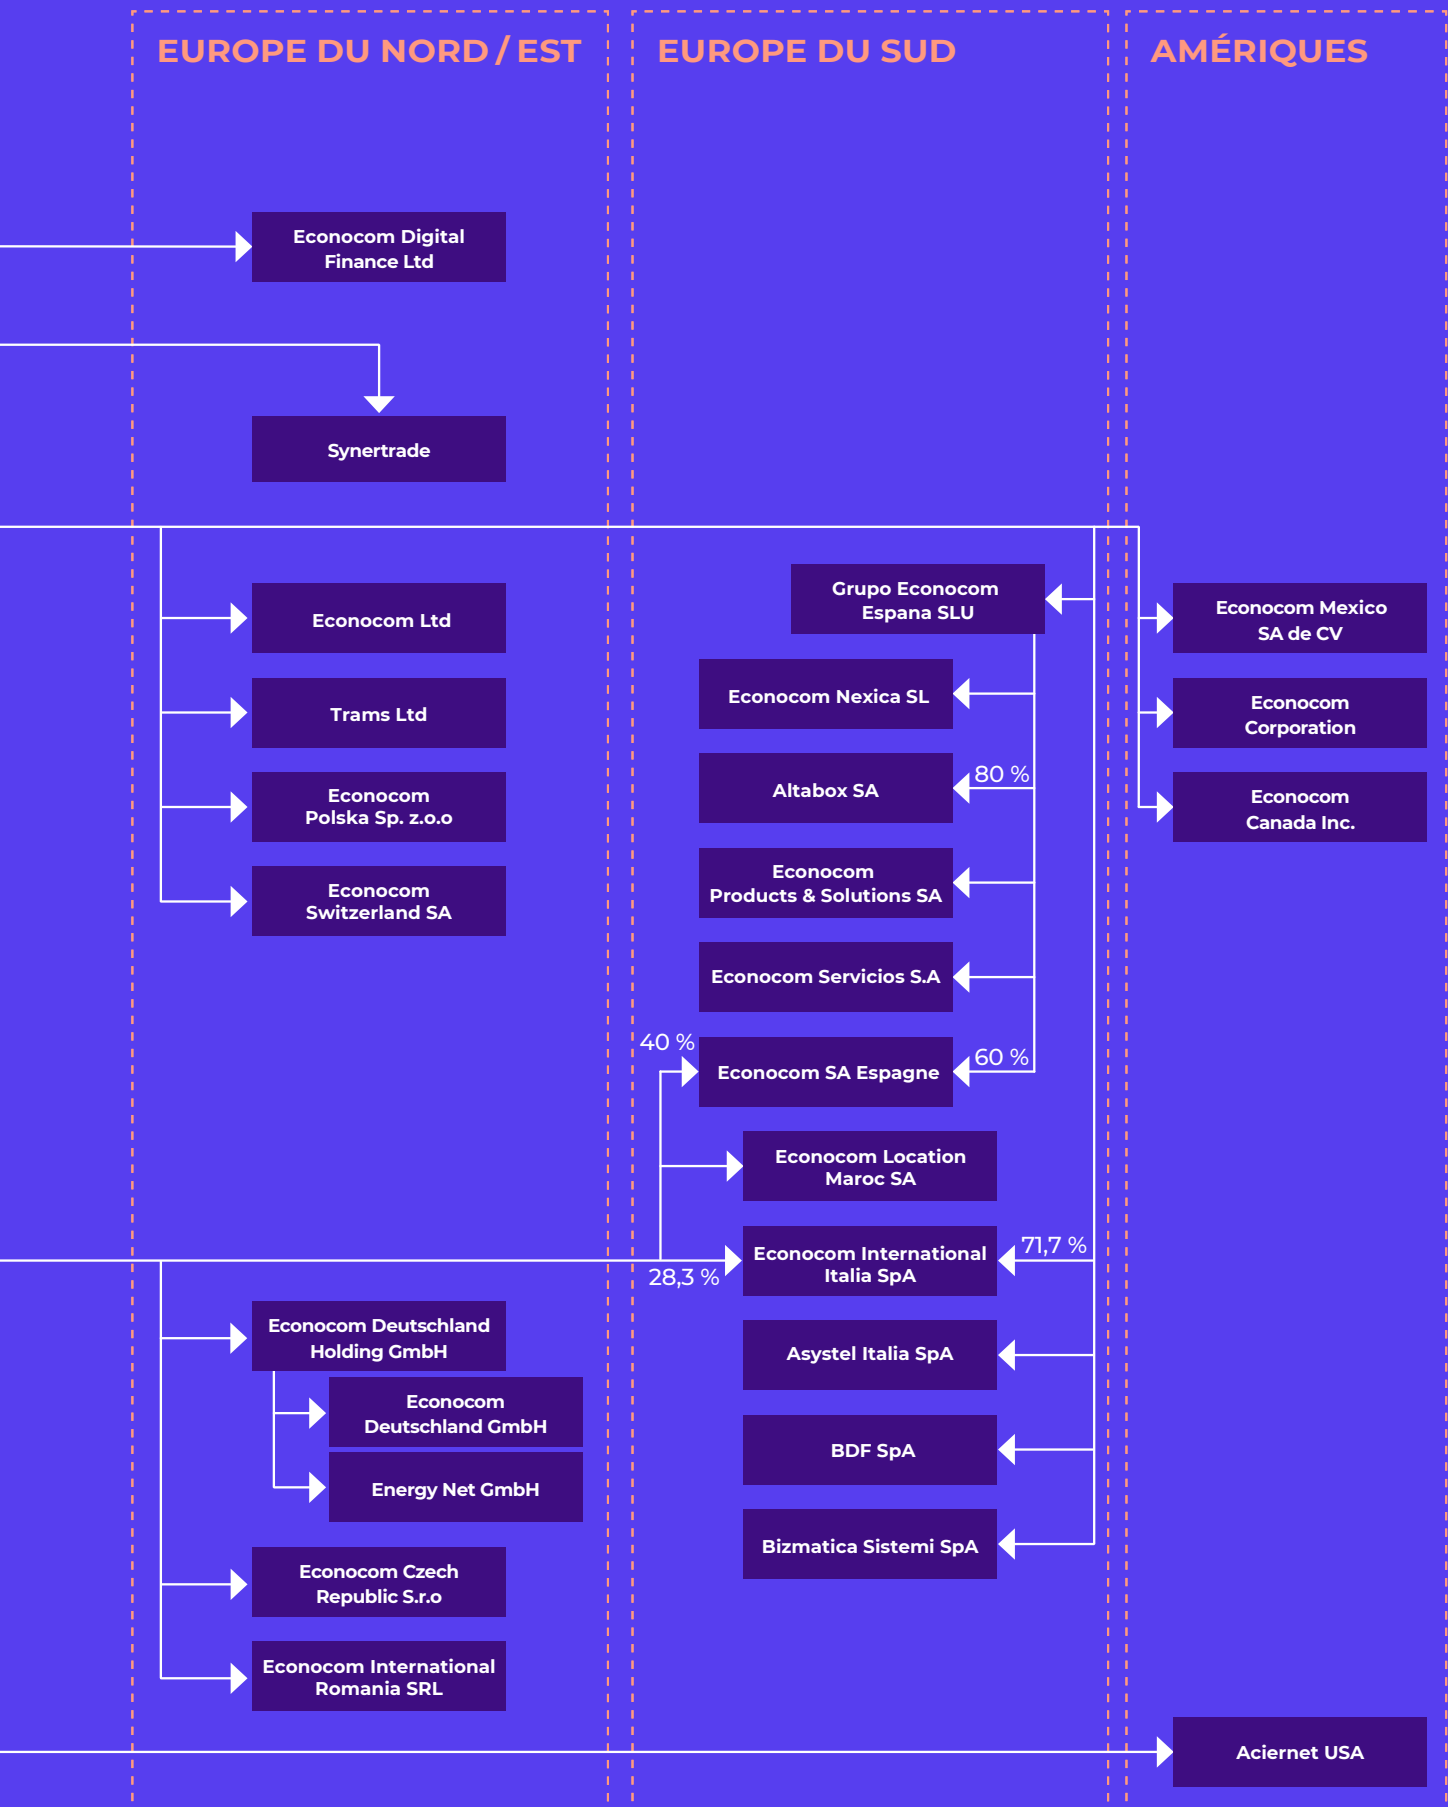 EUROPE DU NORD / EST
Econocom Digital
Finance Ltd
Synertrade
Econocom Ltd
Trams Ltd
Econocom
Polska Sp. z.o.o
Econocom
Switzerland SA
Econocom Deutschland
Holding GmbH
Econocom
Deutschland GmbH
Energy Net GmbH
Econocom Czech
Republic S.r.o
Econocom International
Romania SRL
EUROPE DU SUD
Grupo Econocom
Espana SLU
Econocom Nexica SL
80 %
Altabox SA
Econocom
Products & Solutions SA
Econocom Servicios S.A
40 %
60 %
Econocom SA Espagne
Econocom Location
Maroc SA
71,7 %
Econocom International
Italia SpA
28,3 %
Asystel Italia SpA
BDF SpA
Bizmatica Sistemi SpA
AMÉRIQUES
Econocom Mexico
SA de CV
Econocom
Corporation
Econocom
Canada Inc.
Aciernet USA